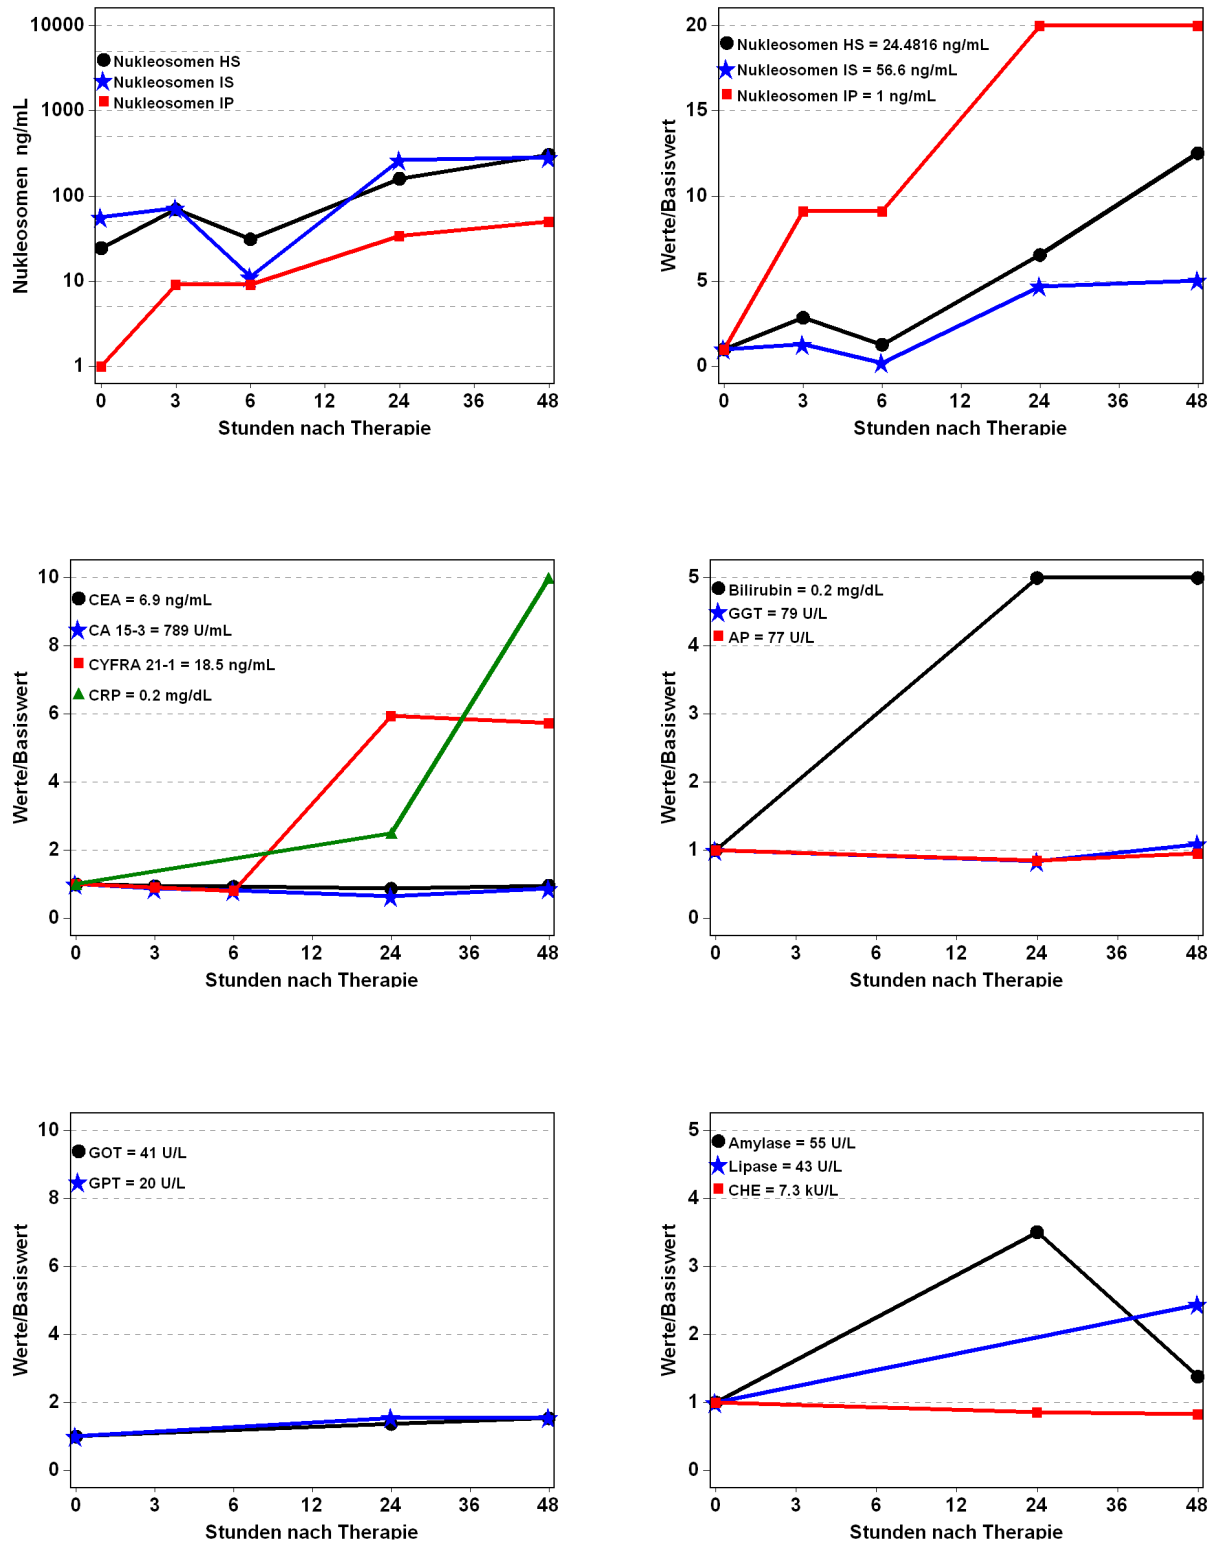 10000
1000
100
10
1
Nukleosomen ng/mL
Nukleosomen HS
Nukleosomen IS
Nukleosomen IP
0 3 6 12 24 36 48
Stunden nach Therapie
20
15
10
5
0
Werte/Basiswert
Nukleosomen HS = 24.4816 ng/mL
Nukleosomen IS = 56.6 ng/mL
Nukleosomen IP = 1 ng/mL
0 3 6 12 24 36 48
Stunden nach Therapie
10
8
6
4
2
0
Werte/Basiswert
CEA = 6.9 ng/mL
CA 15-3 = 789 U/mL
CYFRA 21-1 = 18.5 ng/mL
CRP = 0.2 mg/dL
0 3 6 12 24 36 48
Stunden nach Therapie
5
4
3
2
1
0
Werte/Basiswert
Bilirubin = 0.2 mg/dL
GGT = 79 U/L
AP = 77 U/L
0 3 6 12 24 36 48
Stunden nach Therapie
10
8
6
4
2
0
Werte/Basiswert
GOT = 41 U/L
GPT = 20 U/L
0 3 6 12 24 36 48
Stunden nach Therapie
5
4
3
2
1
0
Werte/Basiswert
Amylase = 55 U/L
Lipase = 43 U/L
CHE = 7.3 kU/L
0 3 6 12 24 36 48
Stunden nach Therapie